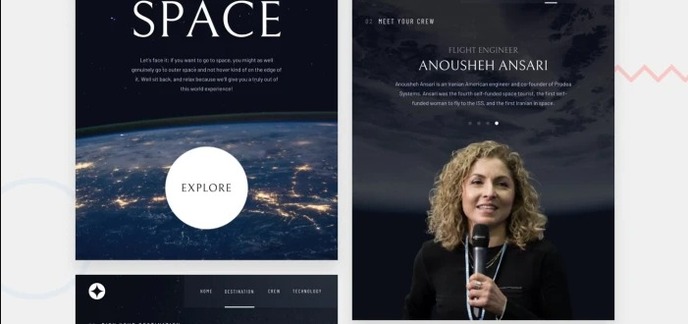 SPACE
Let's face it; if you want to go to space, you might as well
genuinely go to outer space and not hover kind of on the edge of
it. Well sit back, and relax because we'll give you a truly out of
this world experience!
EXPLORE
HOME DESTINATION CREW TECHNOLOGY
02 MEET YOUR CREW
FLIGHT ENGINEER
ANOUSHEH ANSARI
Anousheh Ansari is an Iranian American engineer and co-founder of Prodea
Systems. Ansari was the fourth self-funded space tourist, the first self-
funded woman to fly to the ISS, and the first Iranian in space.